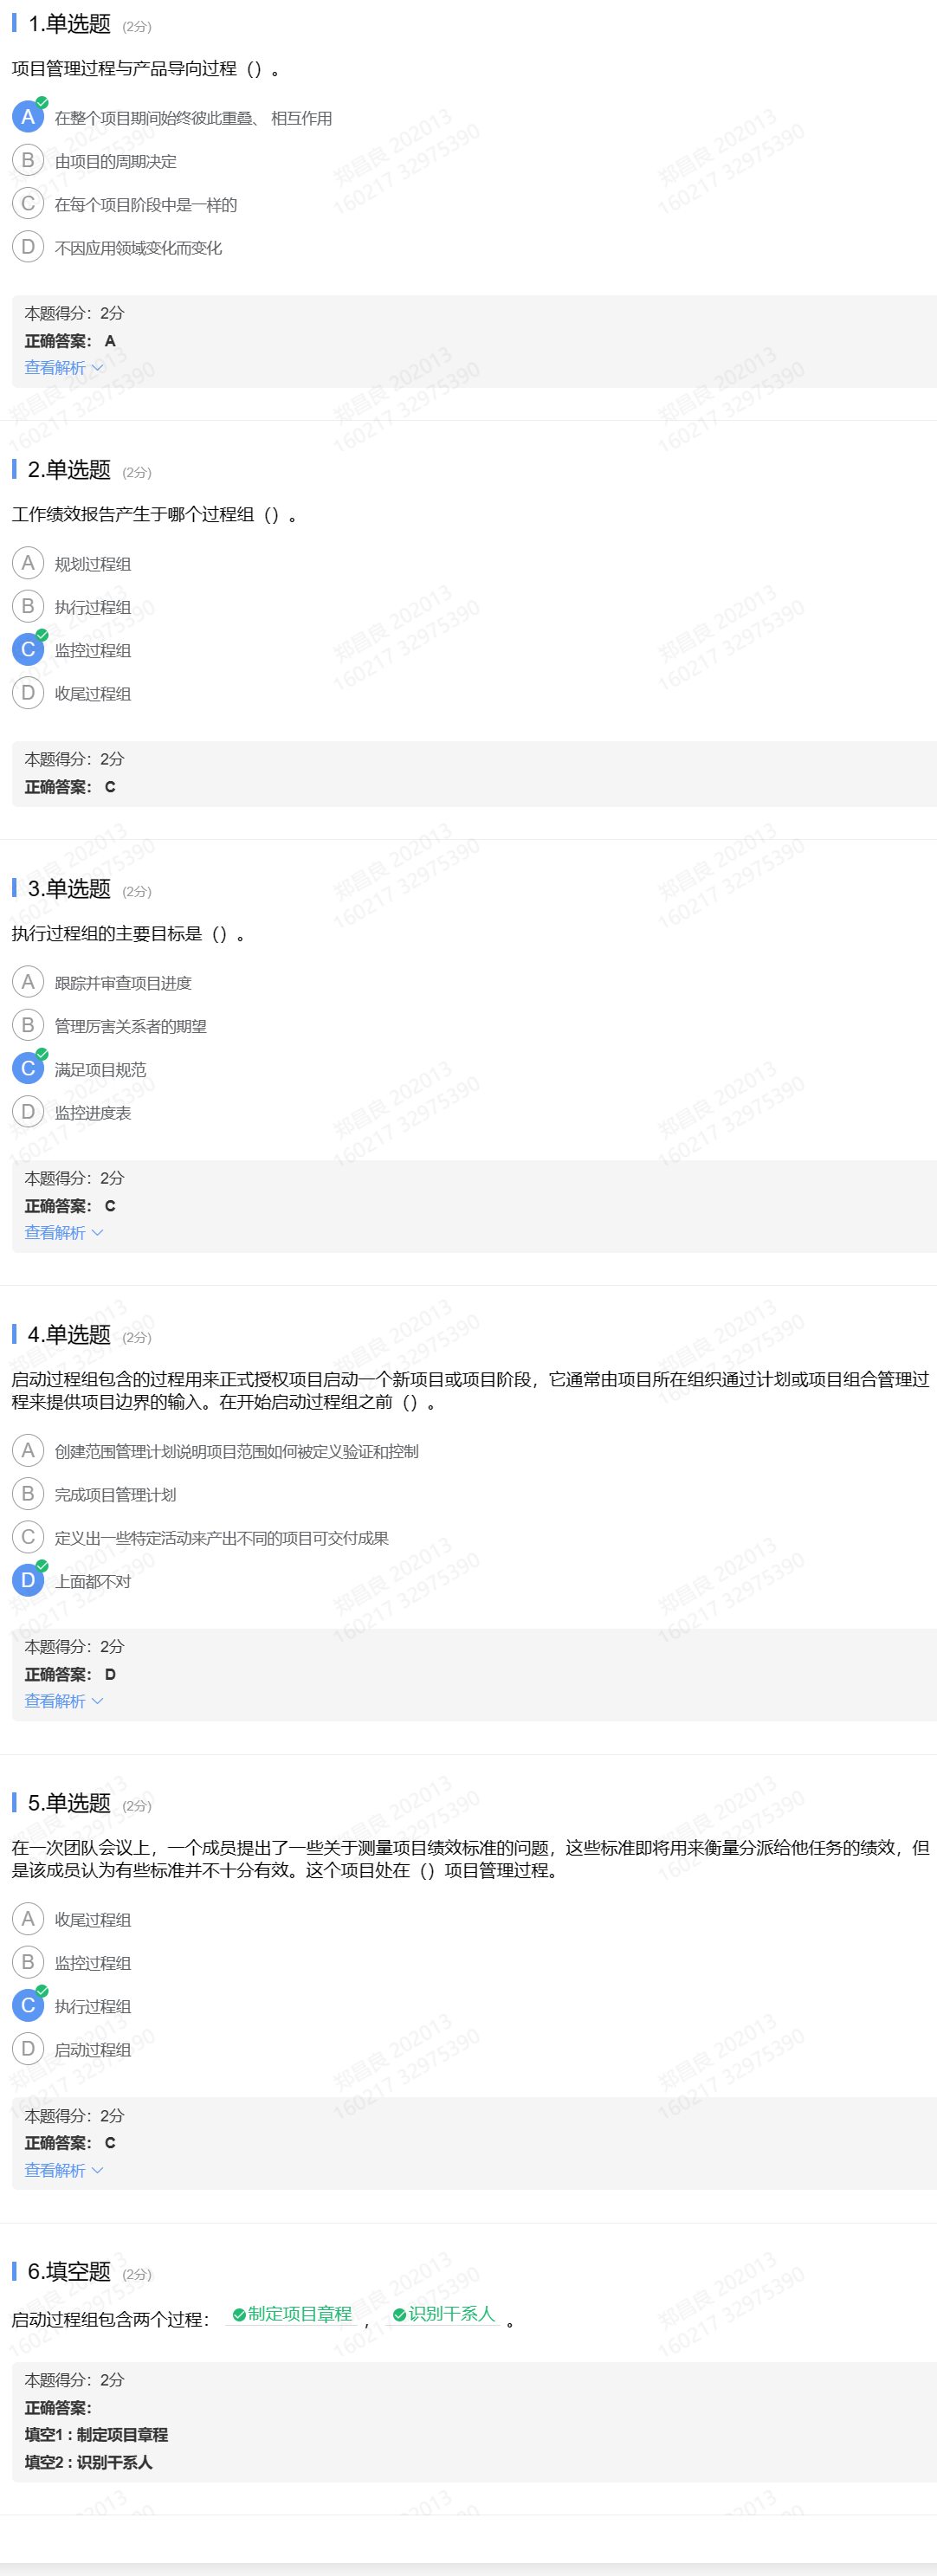 1.单选题 (2分)
项目管理过程与产品导向过程（）。
A 在整个项目期间始终彼此重叠、 相互作用
B 由项目的周期决定
C 在每个项目阶段中是一样的
D 不因应用领域变化而变化
本题得分：2分
正确答案： A
查看解析
2.单选题 (2分)
工作绩效报告产生于哪个过程组（）。
A 规划过程组
B 执行过程组
C 监控过程组
D 收尾过程组
本题得分：2分
正确答案： C
3.单选题 (2分)
执行过程组的主要目标是（）。
A 跟踪并审查项目进度
B 管理厉害关系者的期望
C 满足项目规范
D 监控进度表
本题得分：2分
正确答案： C
查看解析
4.单选题 (2分)
启动过程组包含的过程用来正式授权项目启动一个新项目或项目阶段，它通常由项目所在组织通过计划或项目组合管理过
程来提供项目边界的输入。在开始启动过程组之前（）。
A 创建范围管理计划说明项目范围如何被定义验证和控制
B 完成项目管理计划
C 定义出一些特定活动来产出不同的项目可交付成果
D 上面都不对
本题得分：2分
正确答案： D
查看解析
5.单选题 (2分)
在一次团队会议上，一个成员提出了一些关于测量项目绩效标准的问题，这些标准即将用来衡量分派给他任务的绩效，但
是该成员认为有些标准并不十分有效。这个项目处在（）项目管理过程。
A 收尾过程组
B 监控过程组
C 执行过程组
D 启动过程组
本题得分：2分
正确答案： C
查看解析
6.填空题 (2分)
启动过程组包含两个过程： 制定项目章程 ， 识别干系人 。
本题得分：2分
正确答案：
填空1：制定项目章程
填空2：识别干系人
郑昌良 202013
160217 32975390